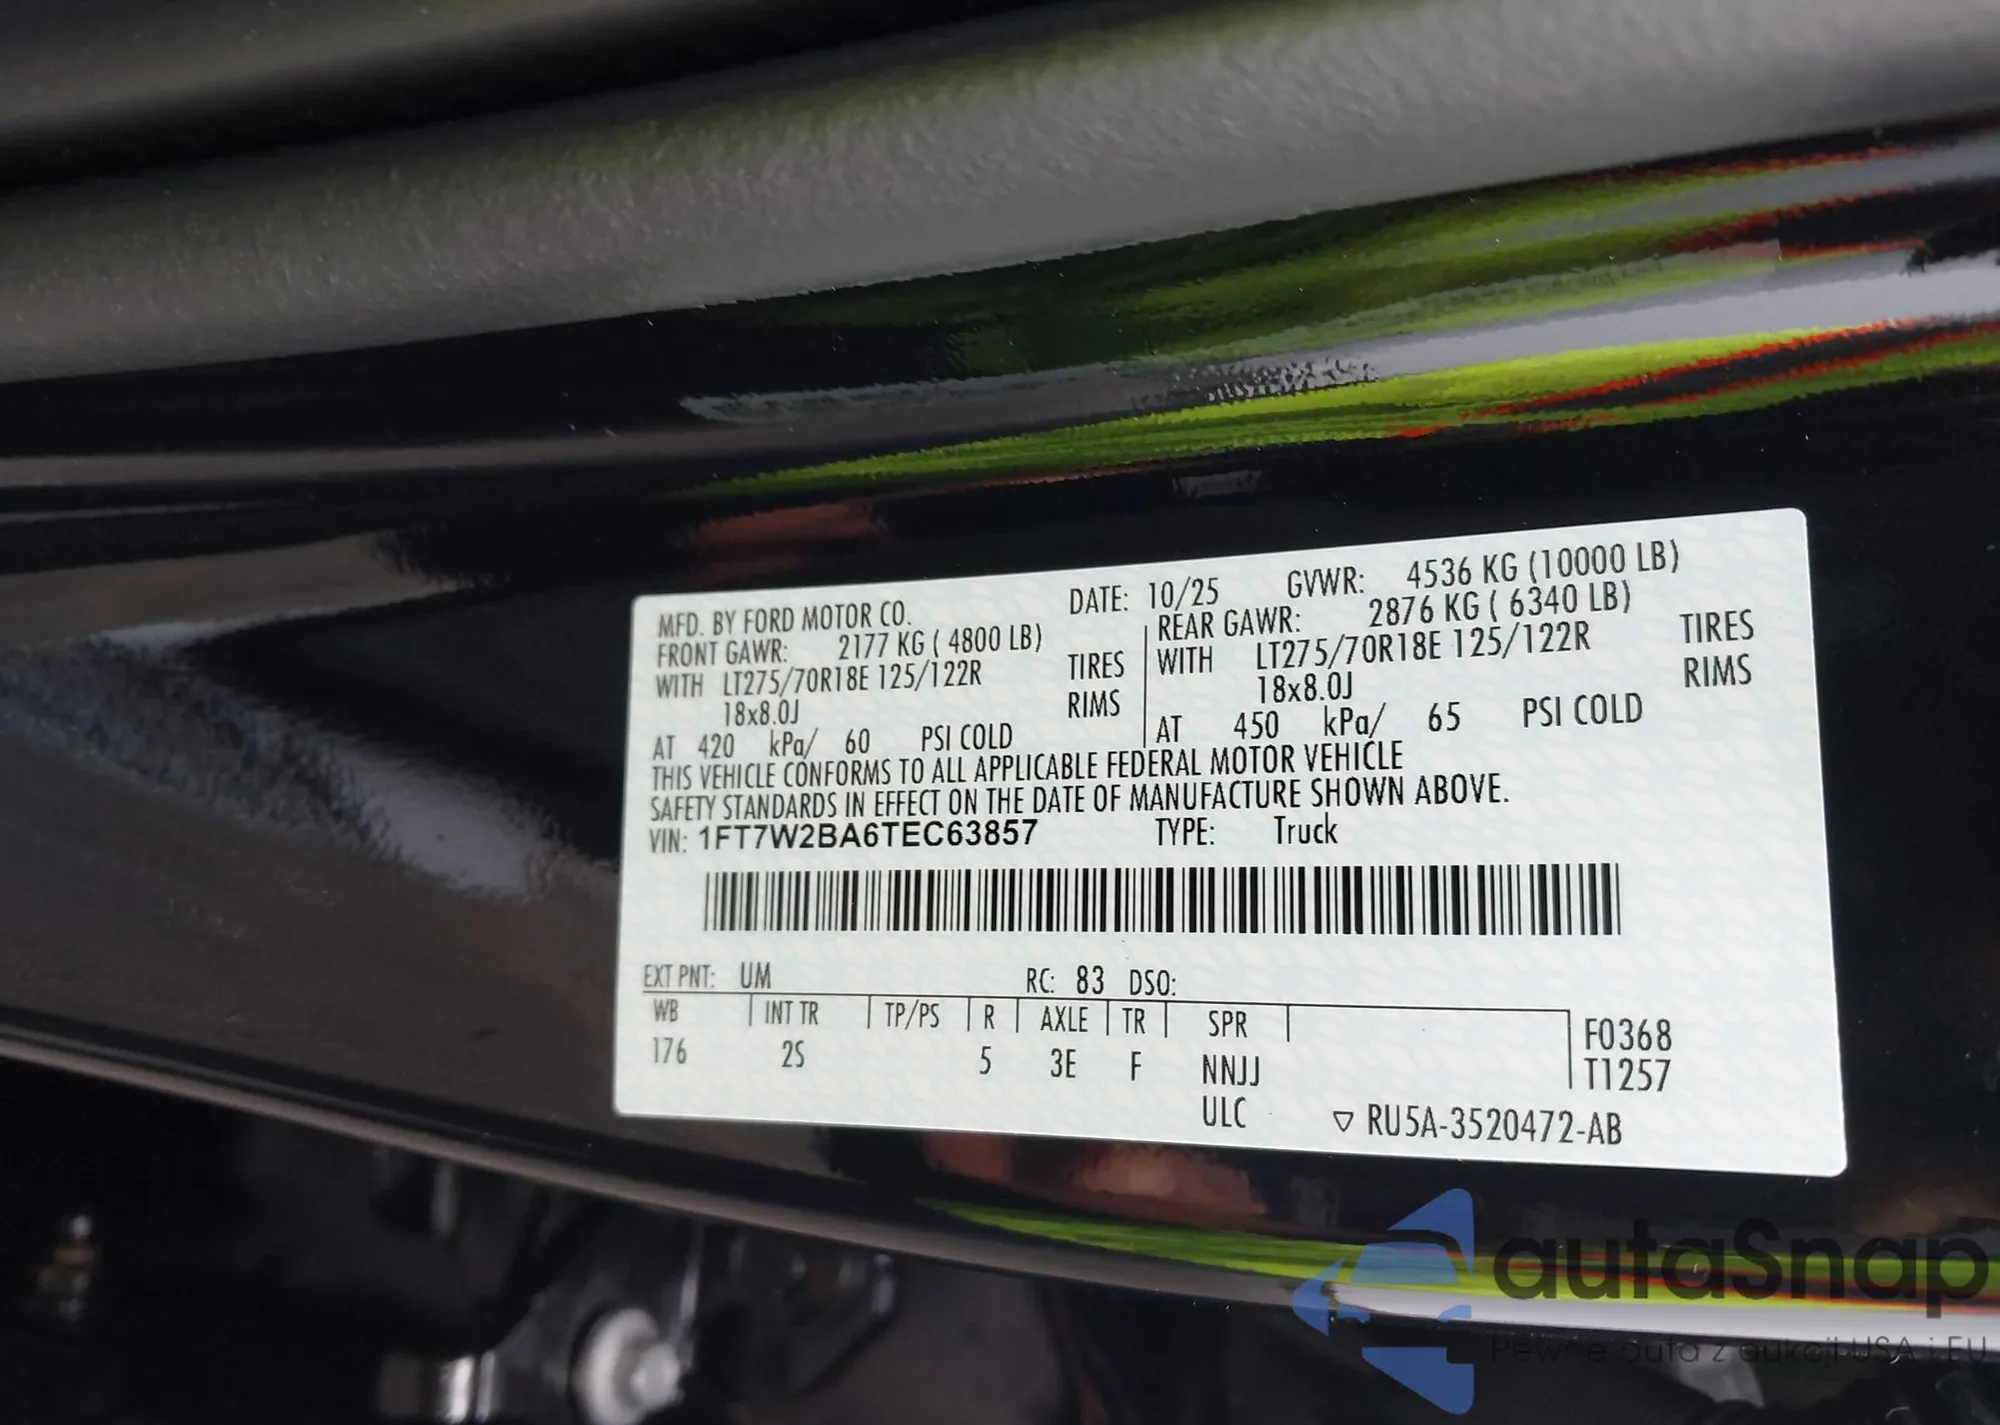 MFD. BY FORD MOTOR CO. DATE: 10/25 GVWR: 4536 KG (10000 LB)
FRONT GAWR: 2177 KG ( 4800 LB) REAR GAWR: 2876 KG ( 6340 LB)
WITH LT275/70R18E 125/122R TIRES WITH LT275/70R18E 125/122R TIRES
18x8.0J RIMS 18x8.0J RIMS
AT 420 kPa/ 60 PSI COLD AT 450 kPa/ 65 PSI COLD
THIS VEHICLE CONFORMS TO ALL APPLICABLE FEDERAL MOTOR VEHICLE
SAFETY STANDARDS IN EFFECT ON THE DATE OF MANUFACTURE SHOWN ABOVE.
VIN: 1FT7W2BA6TEC63857 TYPE: Truck
EXT PNT: UM RC: 83 DSO:
WB INT TR TP/PS R AXLE TR SPR F0368
176 2S 5 3E F NNJJ T1257
ULC ▽ RU5A-3520472-AB
autaSnap
Pewne auta z aukcji USA i EU